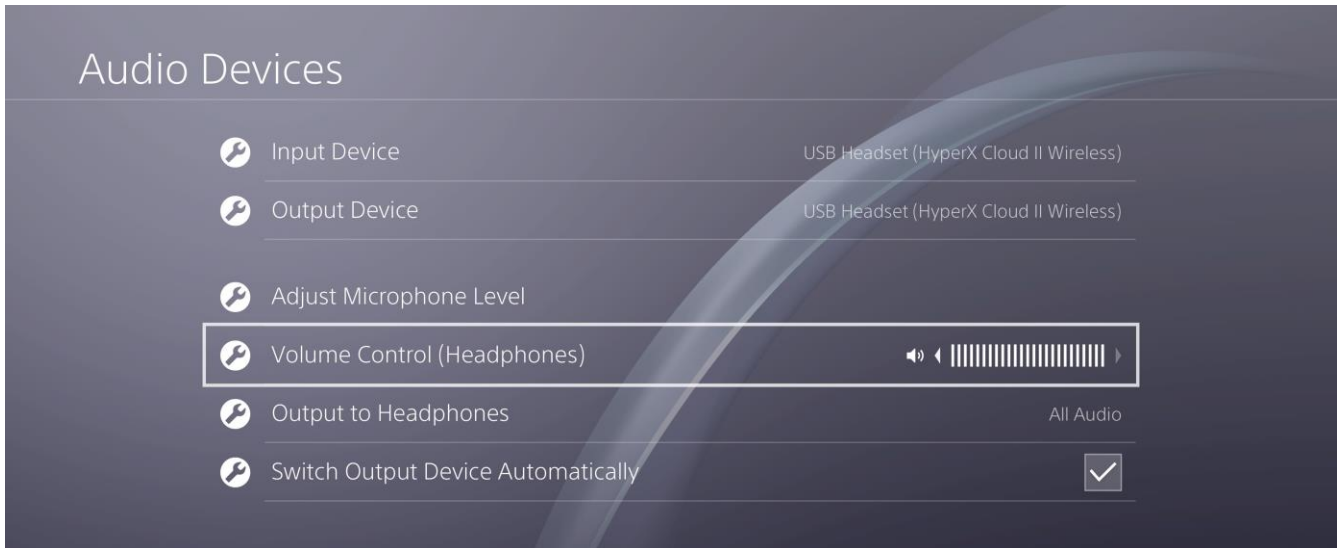 Audio Devices
Input Device USB Headset (HyperX Cloud II Wireless)
Output Device USB Headset (HyperX Cloud II Wireless)
Adjust Microphone Level
Volume Control (Headphones)
Output to Headphones All Audio
Switch Output Device Automatically